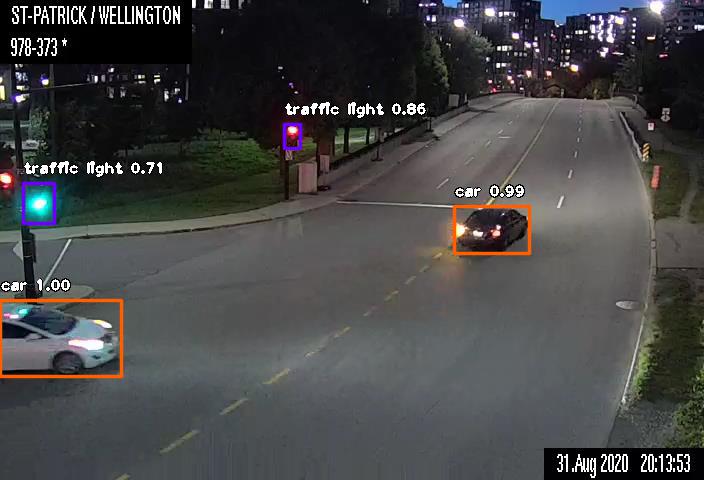 ST-PATRICK / WELLINGTON
978-373 *
traffic light 0.86
traffic light 0.71
car 0.99
car 1.00
31.Aug 2020 20:13:53